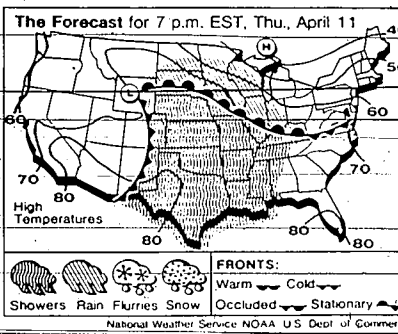 The Forecast for 7 p.m. EST, Thu., April 11
H
L
60
70
80
High
Temperatures
80
80
80
70
60
Showers Rain Flurries Snow
FRONTS:
Warm Cold
Occluded Stationary
National Weather Service NOAA U S Dept of Commer